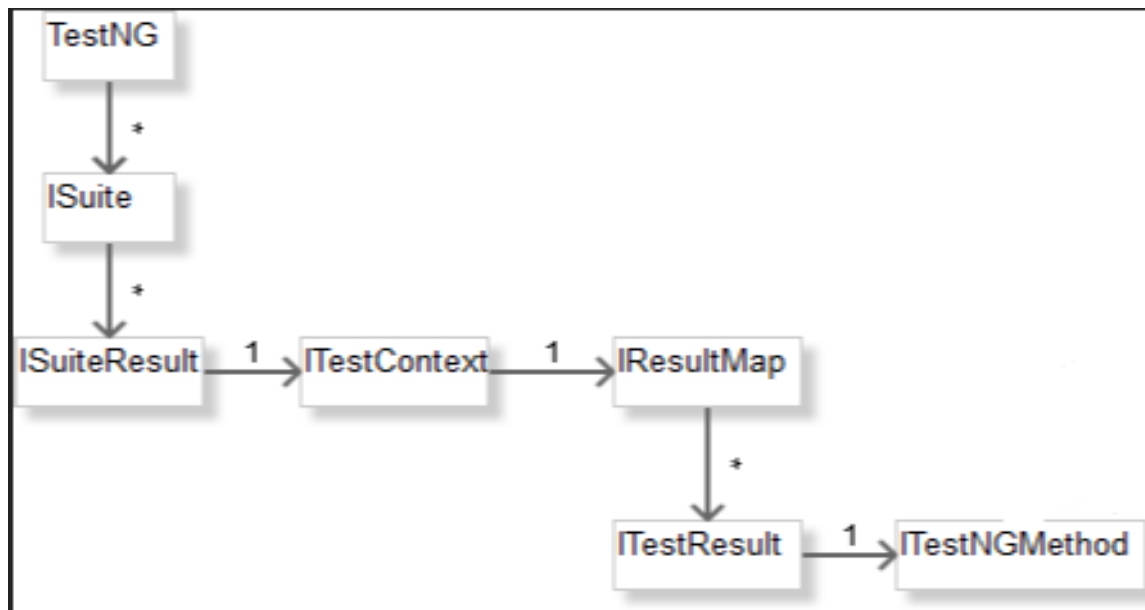 TestNG
*
ISuite
*
ISuiteResult
1
ITestContext
1
IResultMap
*
ITestResult
1
ITestNGMethod